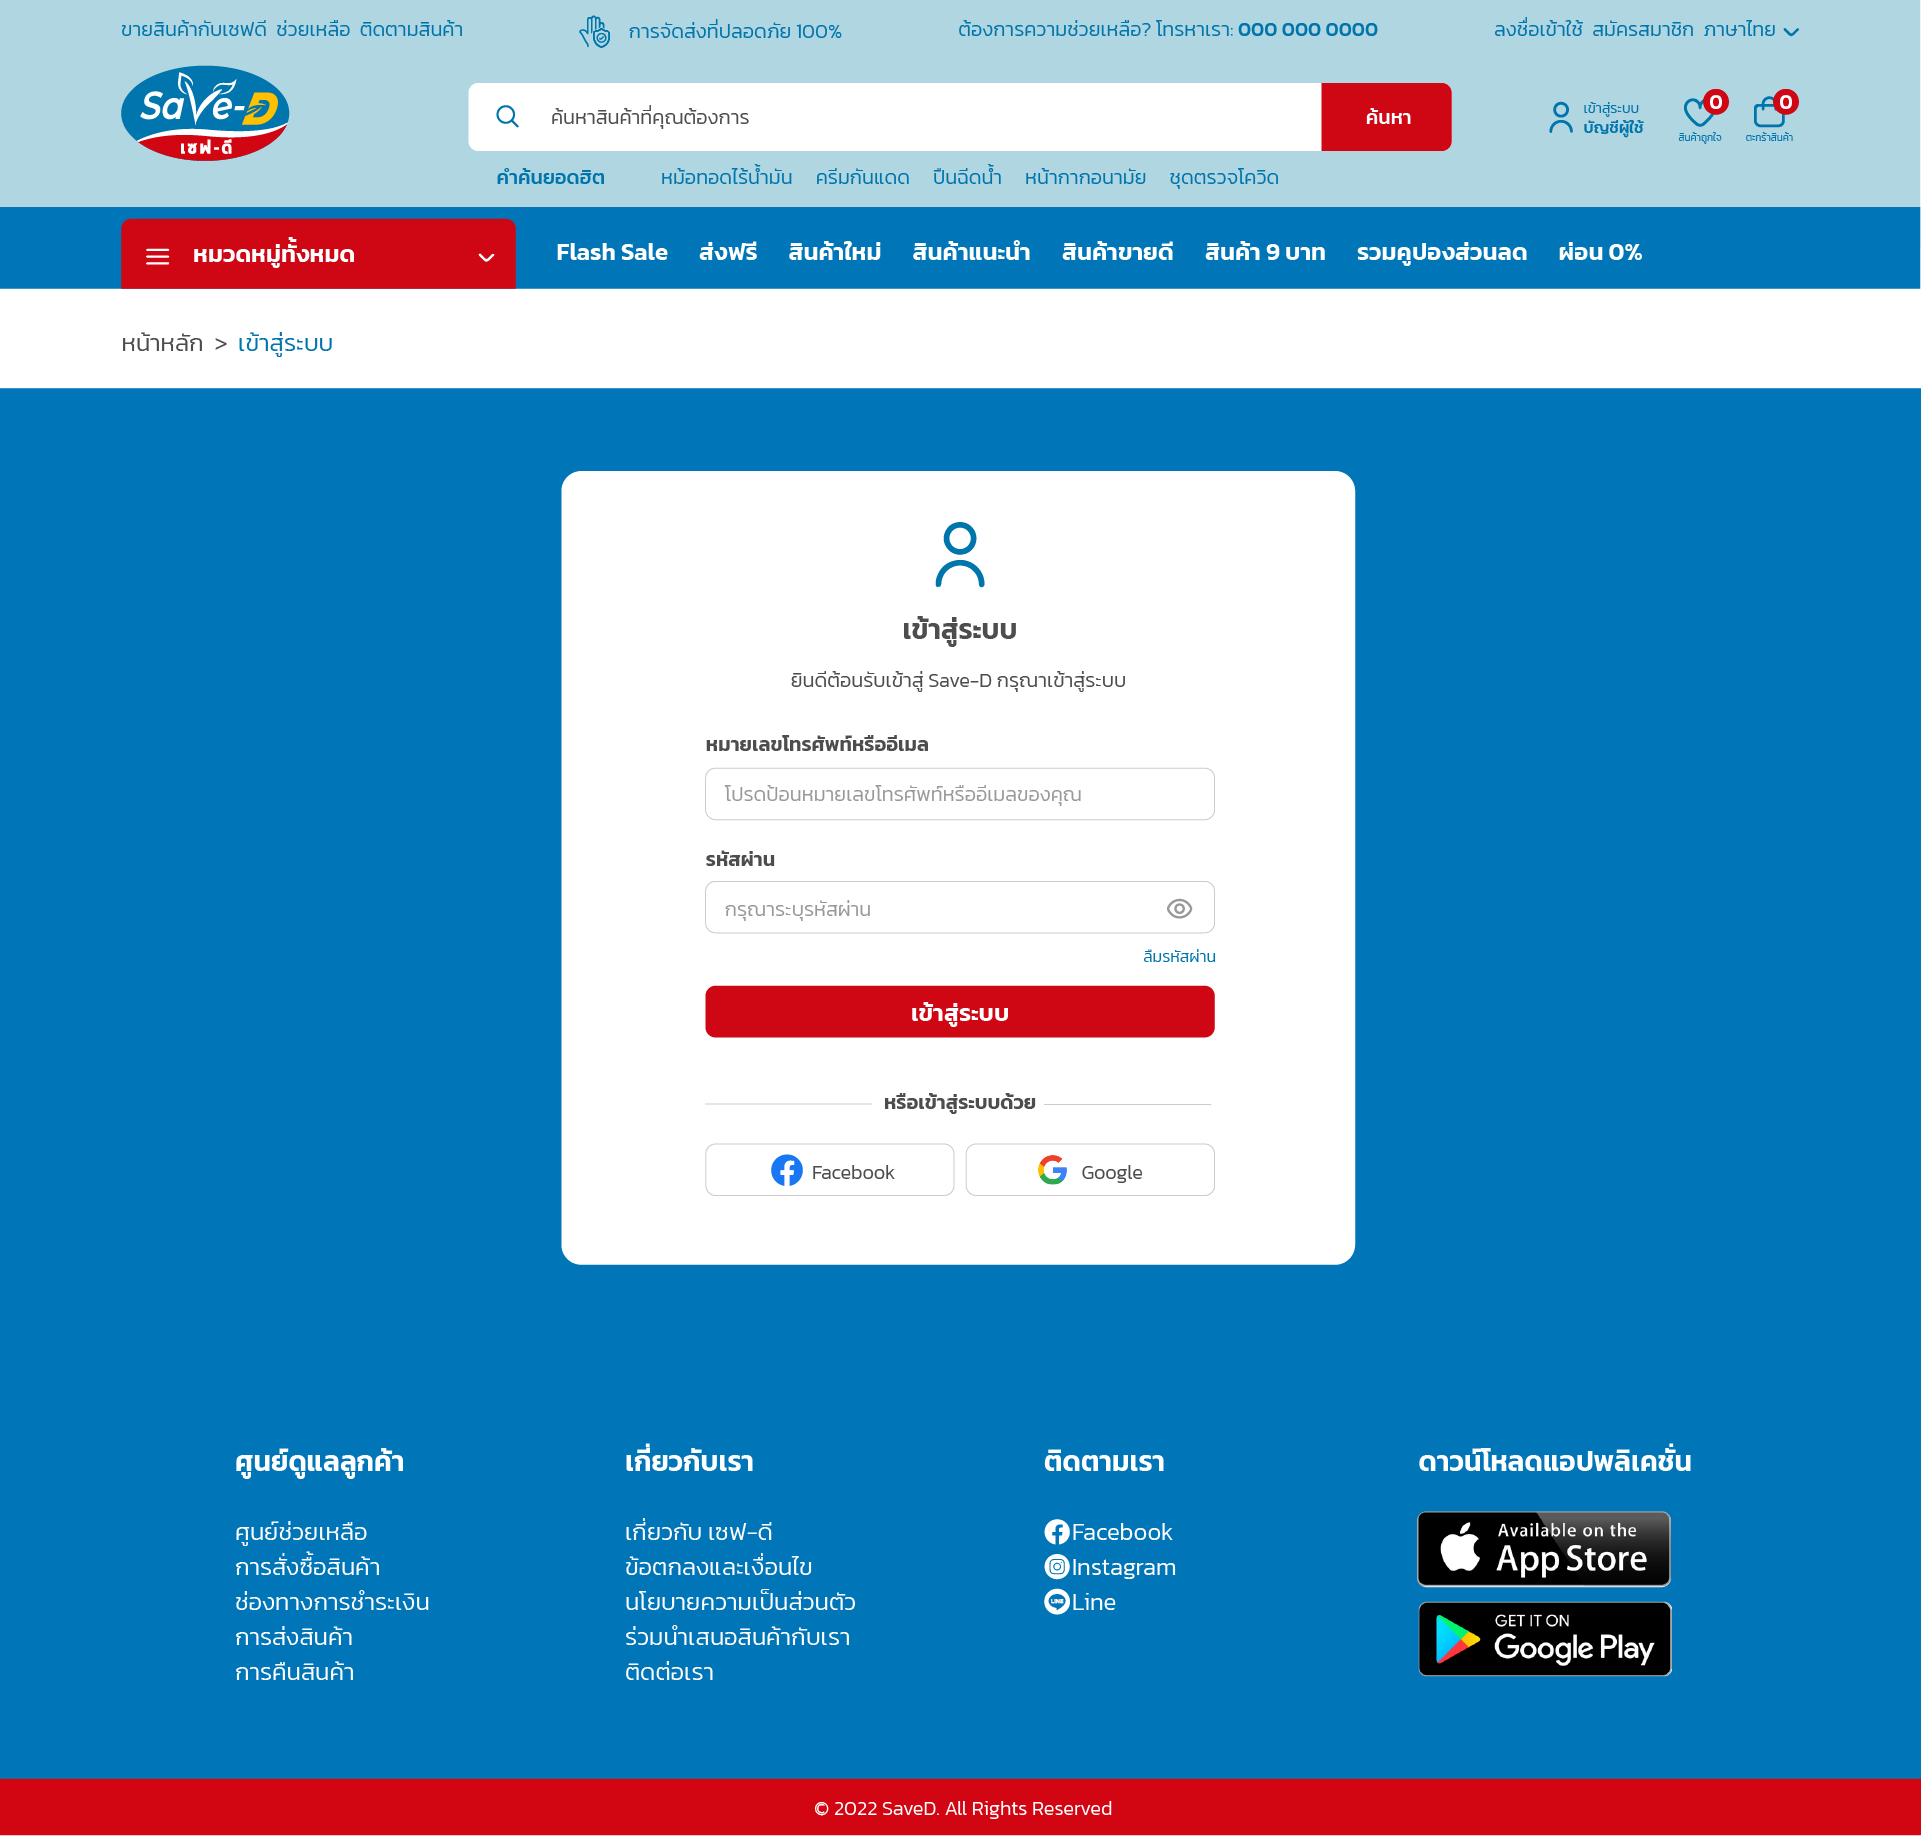 ขายสินค้ากับเซฟดี ช่วยเหลือ ติดตามสินค้า
การจัดส่งที่ปลอดภัย 100%
ต้องการความช่วยเหลือ? โทรหาเรา: 000 000 0000
ลงชื่อเข้าใช้ สมัครสมาชิก ภาษาไทย
Save-D
เซฟ-ดี
ค้นหาสินค้าที่คุณต้องการ
ค้นหา
เข้าสู่ระบบ
บัญชีผู้ใช้
0
สินค้าถูกใจ
0
ตะกร้าสินค้า
คำค้นยอดฮิต หม้อทอดไร้น้ำมัน ครีมกันแดด ปืนฉีดน้ำ หน้ากากอนามัย ชุดตรวจโควิด
หมวดหมู่ทั้งหมด
Flash Sale ส่งฟรี สินค้าใหม่ สินค้าแนะนำ สินค้าขายดี สินค้า 9 บาท รวมคูปองส่วนลด ผ่อน 0%
หน้าหลัก > เข้าสู่ระบบ
เข้าสู่ระบบ
ยินดีต้อนรับเข้าสู่ Save-D กรุณาเข้าสู่ระบบ
หมายเลขโทรศัพท์หรืออีเมล
โปรดป้อนหมายเลขโทรศัพท์หรืออีเมลของคุณ
รหัสผ่าน
กรุณาระบุรหัสผ่าน
ลืมรหัสผ่าน
เข้าสู่ระบบ
หรือเข้าสู่ระบบด้วย
Facebook
Google
ศูนย์ดูแลลูกค้า
ศูนย์ช่วยเหลือ
การสั่งซื้อสินค้า
ช่องทางการชำระเงิน
การส่งสินค้า
การคืนสินค้า
เกี่ยวกับเรา
เกี่ยวกับ เซฟ-ดี
ข้อตกลงและเงื่อนไข
นโยบายความเป็นส่วนตัว
ร่วมนำเสนอสินค้ากับเรา
ติดต่อเรา
ติดตามเรา
Facebook
Instagram
LINE
Line
ดาวน์โหลดแอปพลิเคชั่น
Available on the
App Store
GET IT ON
Google Play
© 2022 SaveD. All Rights Reserved